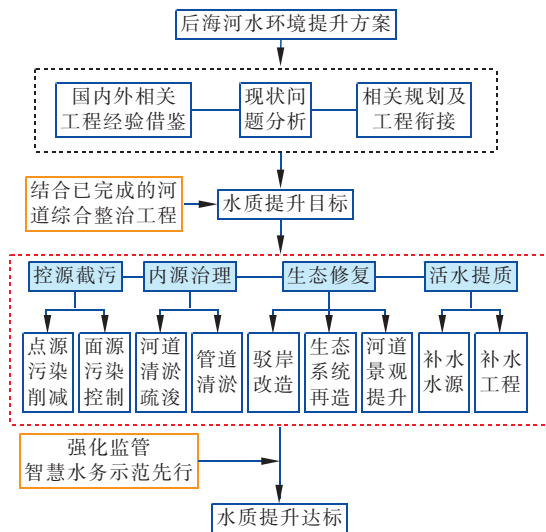 后海河水环境提升方案
国内外相关
工程经验借鉴
现状问
题分析
相关规划及
工程衔接
结合已完成的河
道综合整治工程
水质提升目标
控源截污
内源治理
生态修复
活水提质
点源
污染
削减
面源
污染
控制
河道
清淤
疏浚
管道
清淤
驳岸
改造
生态
系统
再造
河道
景观
提升
补水
水源
补水
工程
强化监管
智慧水务示范先行
水质提升达标